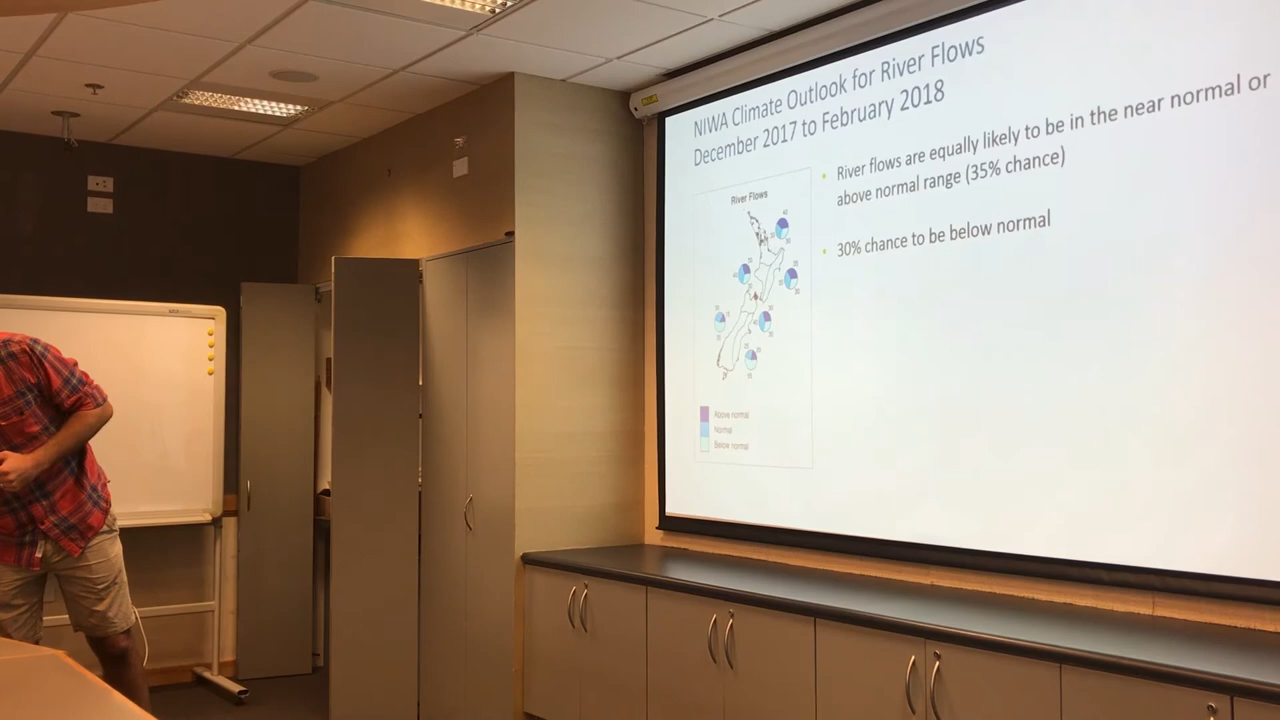 NIWA Climate Outlook for River Flows
December 2017 to February 2018
River flows are equally likely to be in the near normal or
above normal range (35% chance)
30% chance to be below normal
River Flows
Above normal
Normal
Below normal